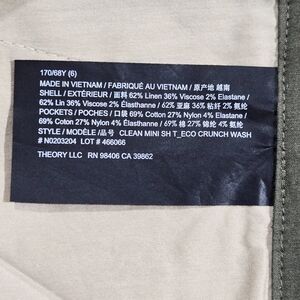 170/68Y (6)
MADE IN VIETNAM / FABRIQUÉ AU VIETNAM / 原产地 越南
SHELL / EXTÉRIEUR / 面料 62% Linen 36% Viscose 2% Elastane /
62% Lin 36% Viscose 2% Élasthanne / 62% 亚麻 36% 粘纤 2% 氨纶
POCKETS / POCHES / 口袋 69% Cotton 27% Nylon 4% Elastane /
69% Coton 27% Nylon 4% Élasthanne / 69% 棉 27% 锦纶 4% 氨纶
STYLE / MODÈLE / 品号 CLEAN MINI SH T_ECO CRUNCH WASH
# N0203204 LOT # 466066
THEORY LLC RN 98406 CA 39862